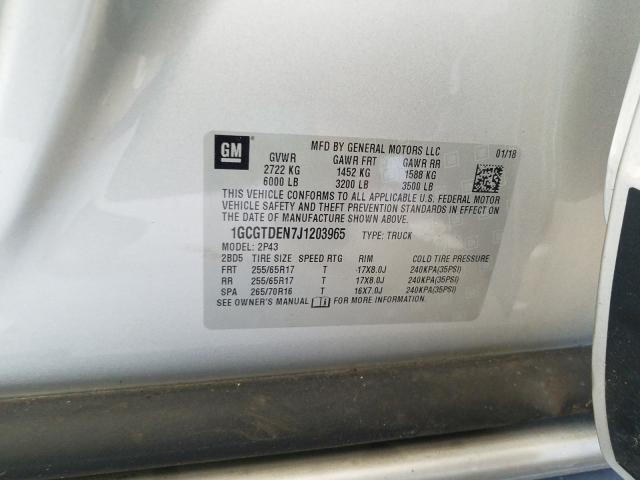 GM
MFD BY GENERAL MOTORS LLC 01/18
GVWR GAWR FRT GAWR RR
2722 KG 1452 KG 1588 KG
6000 LB 3200 LB 3500 LB
THIS VEHICLE CONFORMS TO ALL APPLICABLE U.S. FEDERAL MOTOR
VEHICLE SAFETY AND THEFT PREVENTION STANDARDS IN EFFECT ON
THE DATE OF MANUFACTURE SHOWN ABOVE.
1GCGTDEN7J1203965 TYPE: TRUCK
MODEL: 2P43
2BD5 TIRE SIZE SPEED RTG RIM COLD TIRE PRESSURE
FRT 255/65R17 T 17X8.0J 240KPA(35PSI)
RR 255/65R17 T 17X8.0J 240KPA(35PSI)
SPA 265/70R16 T 16X7.0J 240KPA(35PSI)
SEE OWNER'S MANUAL FOR MORE INFORMATION.